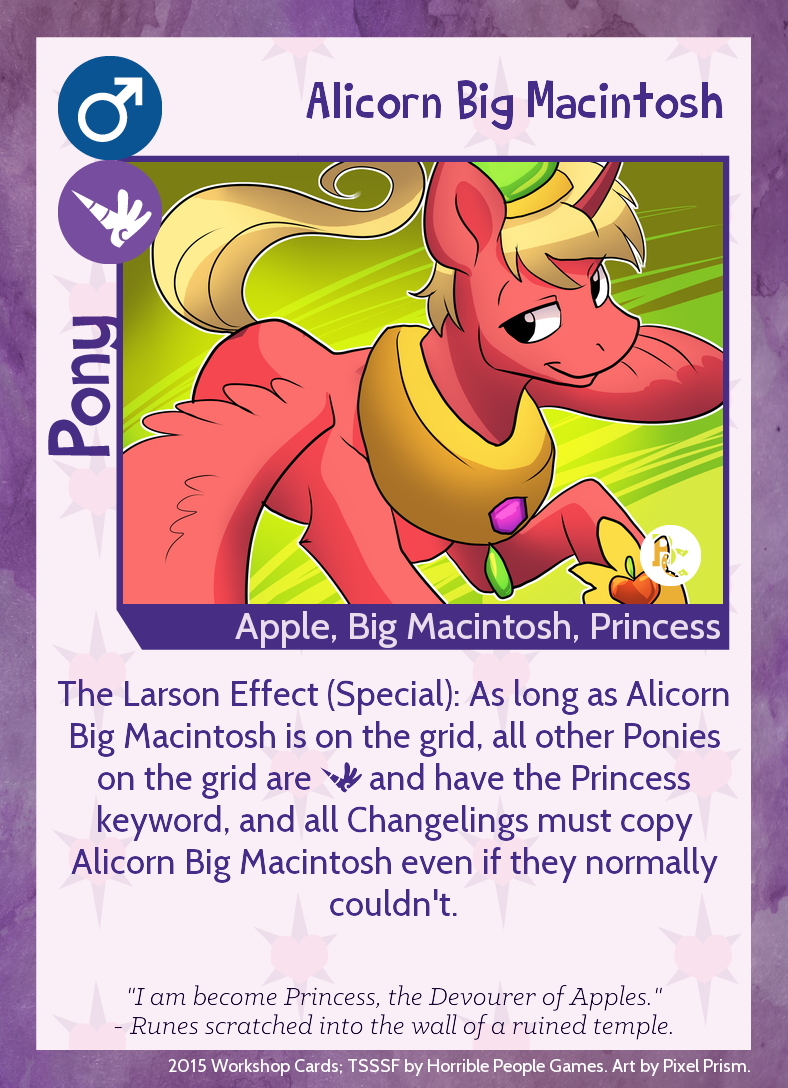 Alicorn Big Macintosh
Pony
Apple, Big Macintosh, Princess
The Larson Effect (Special): As long as Alicorn
Big Macintosh is on the grid, all other Ponies
on the grid are and have the Princess
keyword, and all Changelings must copy
Alicorn Big Macintosh even if they normally
couldn't.
"I am become Princess, the Devourer of Apples."
- Runes scratched into the wall of a ruined temple.
2015 Workshop Cards; TSSSF by Horrible People Games. Art by Pixel Prism.